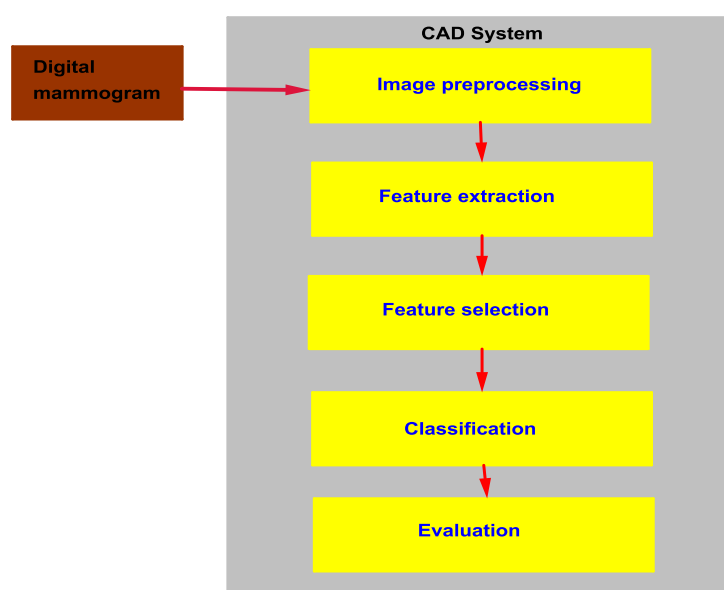 CAD System
Digital
mammogram
Image preprocessing
Feature extraction
Feature selection
Classification
Evaluation